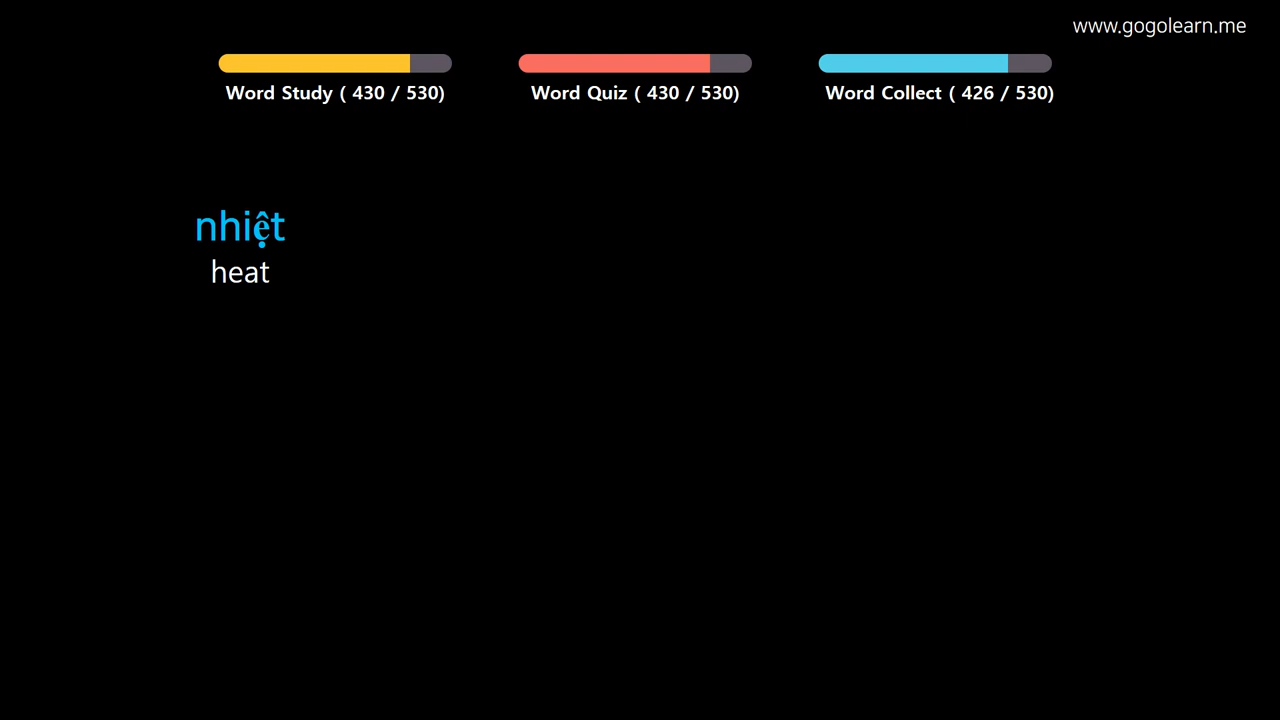 www.gogolearn.me
Word Study ( 430 / 530)
Word Quiz ( 430 / 530)
Word Collect ( 426 / 530)
nhiệt
heat